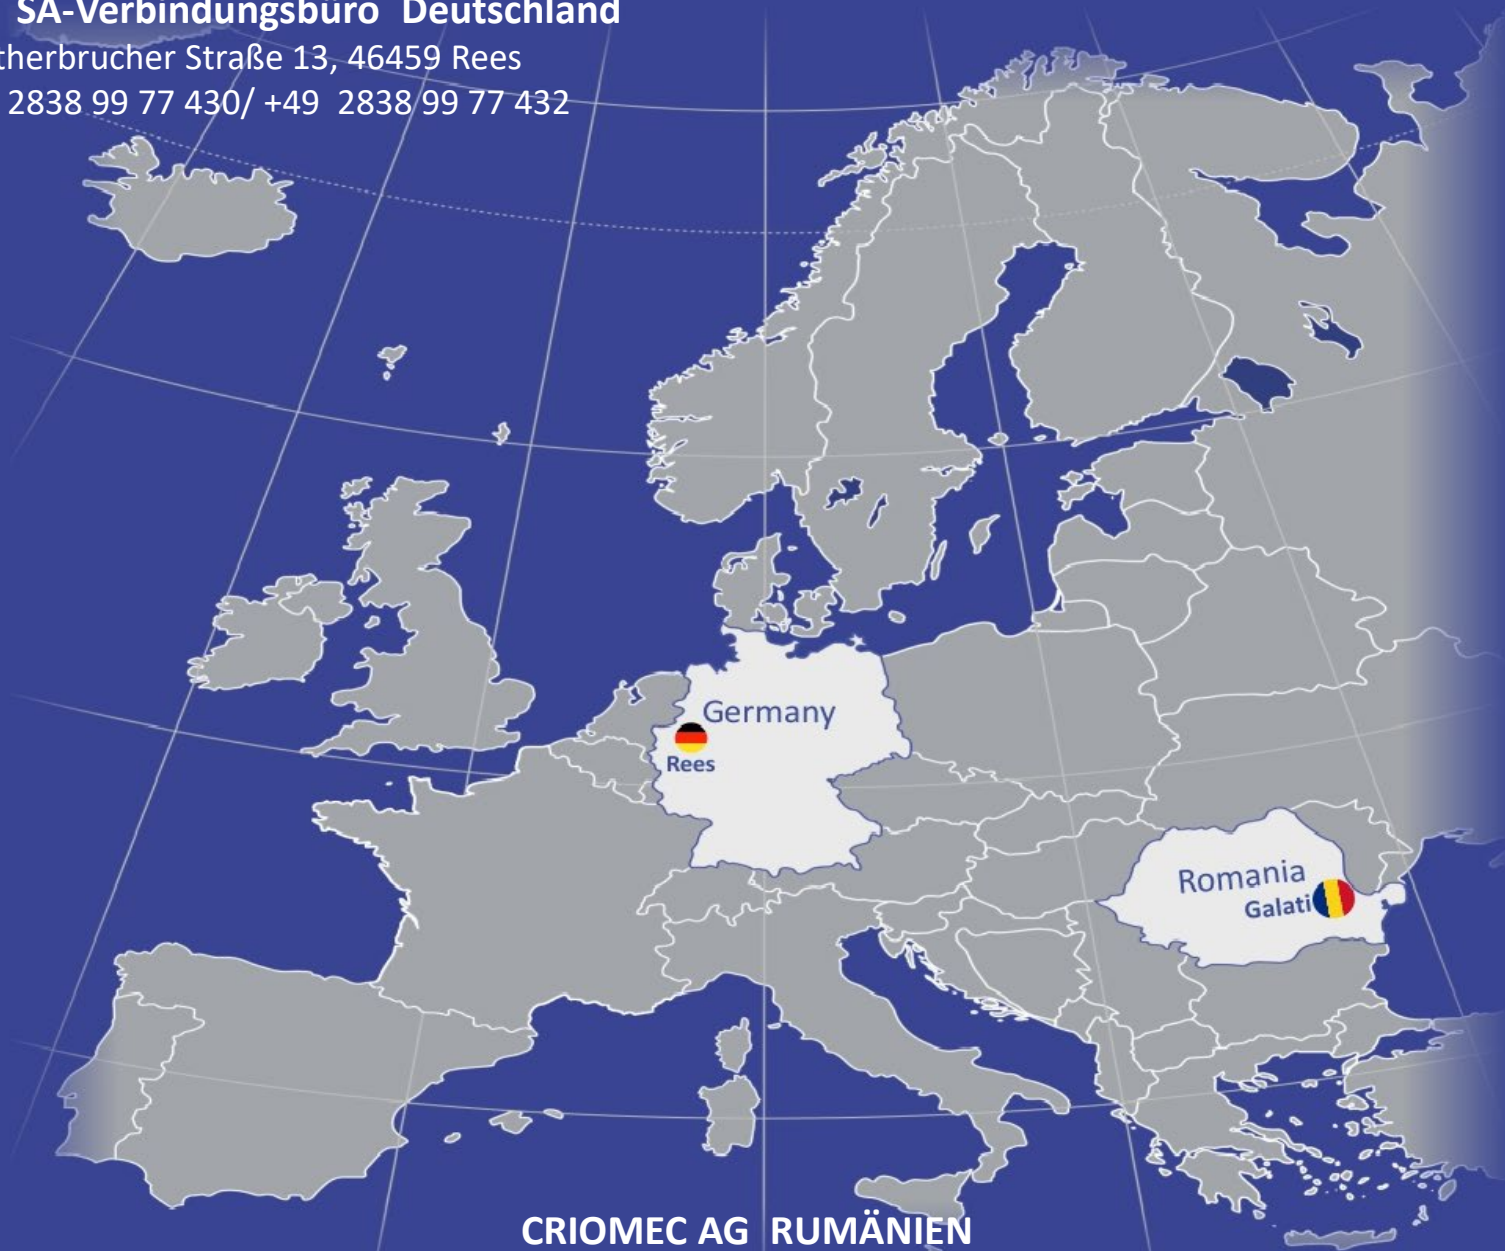 SA-Verbindungsbüro Deutschland
therbrucher Straße 13, 46459 Rees
2838 99 77 430/ +49 2838 99 77 432
Germany
Rees
Romania
Galati
CRIOMEC AG RUMÄNIEN